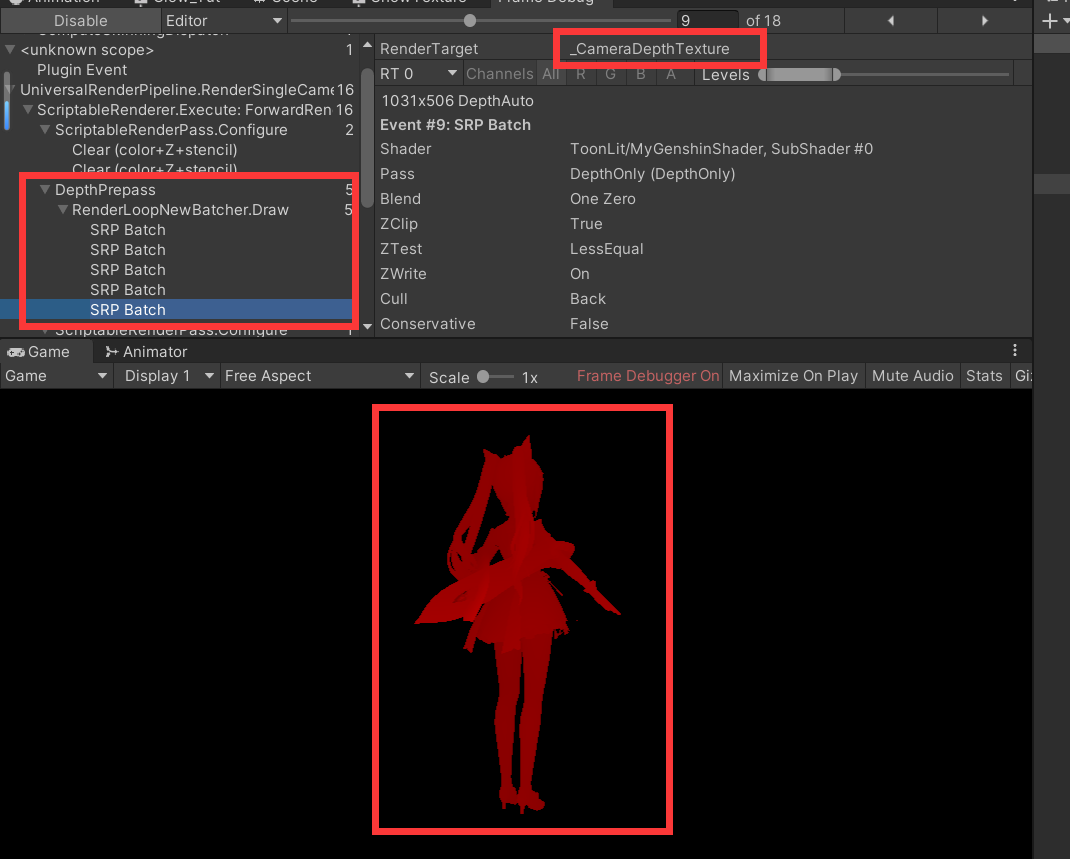 Animation
Scene
Frame Debug
Disable
Editor
9
of 18
<unknown scope>
1
Plugin Event
UniversalRenderPipeline.RenderSingleCame
16
ScriptableRenderer.Execute: ForwardRen
16
ScriptableRenderPass.Configure
2
Clear (color+Z+stencil)
Clear (color+Z+stencil)
DepthPrepass
5
RenderLoopNewBatcher.Draw
5
SRP Batch
SRP Batch
SRP Batch
SRP Batch
SRP Batch
ScriptableRenderPass.Configure
1
RenderTarget
_CameraDepthTexture
RT 0
Channels
All
R
G
B
A
Levels
1031x506 DepthAuto
Event #9: SRP Batch
Shader
ToonLit/MyGenshinShader, SubShader #0
Pass
DepthOnly (DepthOnly)
Blend
One Zero
ZClip
True
ZTest
LessEqual
ZWrite
On
Cull
Back
Conservative
False
Game
Animator
Game
Display 1
Free Aspect
Scale
1x
Frame Debugger On
Maximize On Play
Mute Audio
Stats
Giz